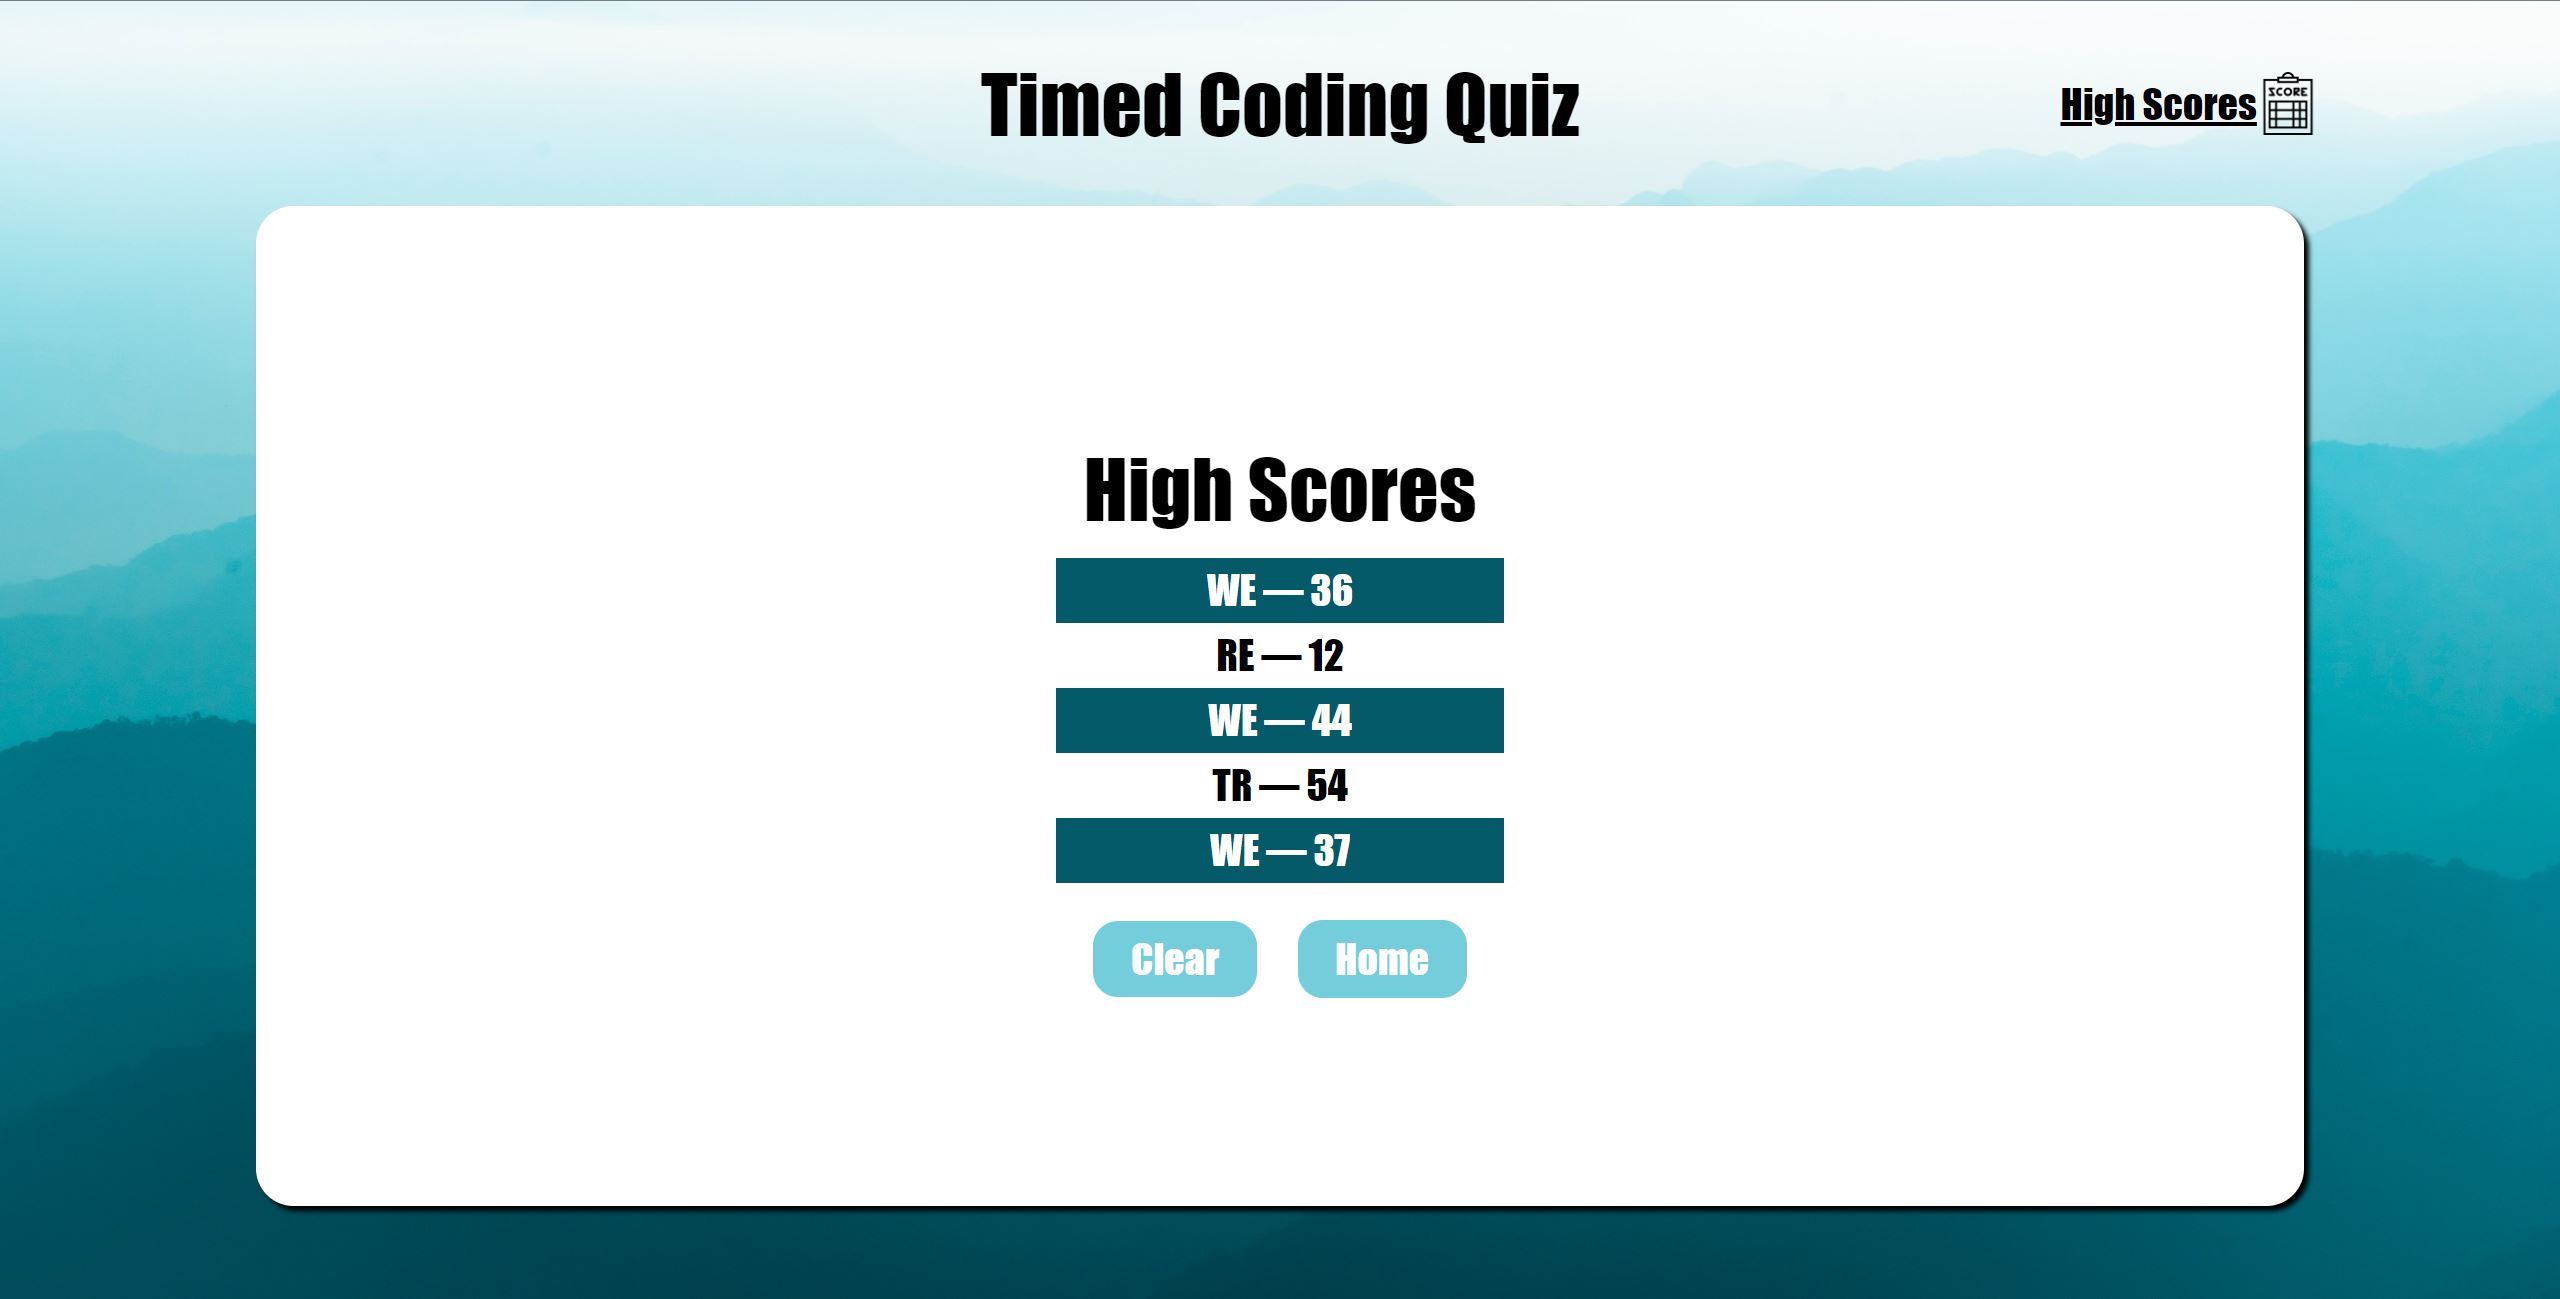 Timed Coding Quiz
High Scores
SCORE
High Scores
WE — 36
RE — 12
WE — 44
TR — 54
WE — 37
Clear
Home